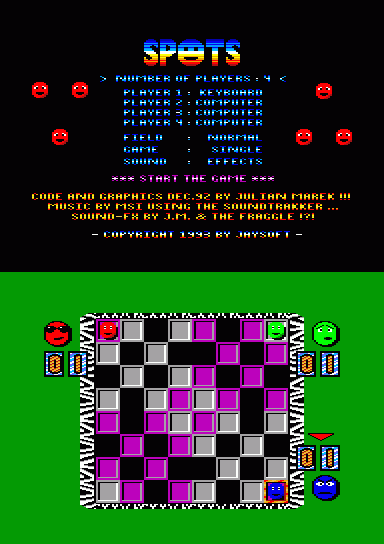 SPOTS
> NUMBER OF PLAYERS : 4 <
PLAYER 1 : KEYBOARD
PLAYER 2 : COMPUTER
PLAYER 3 : COMPUTER
PLAYER 4 : COMPUTER
FIELD : NORMAL
GAME : SINGLE
SOUND : EFFECTS
*** START THE GAME ***
CODE AND GRAPHICS DEC.92 BY JULIAN MAREK !!!
MUSIC BY MSI USING THE SOUNDTRAKKER ...
SOUND-FX BY J.M. & THE FRAGGLE !?!
- COPYRIGHT 1993 BY JAYSOFT -
01 01
01